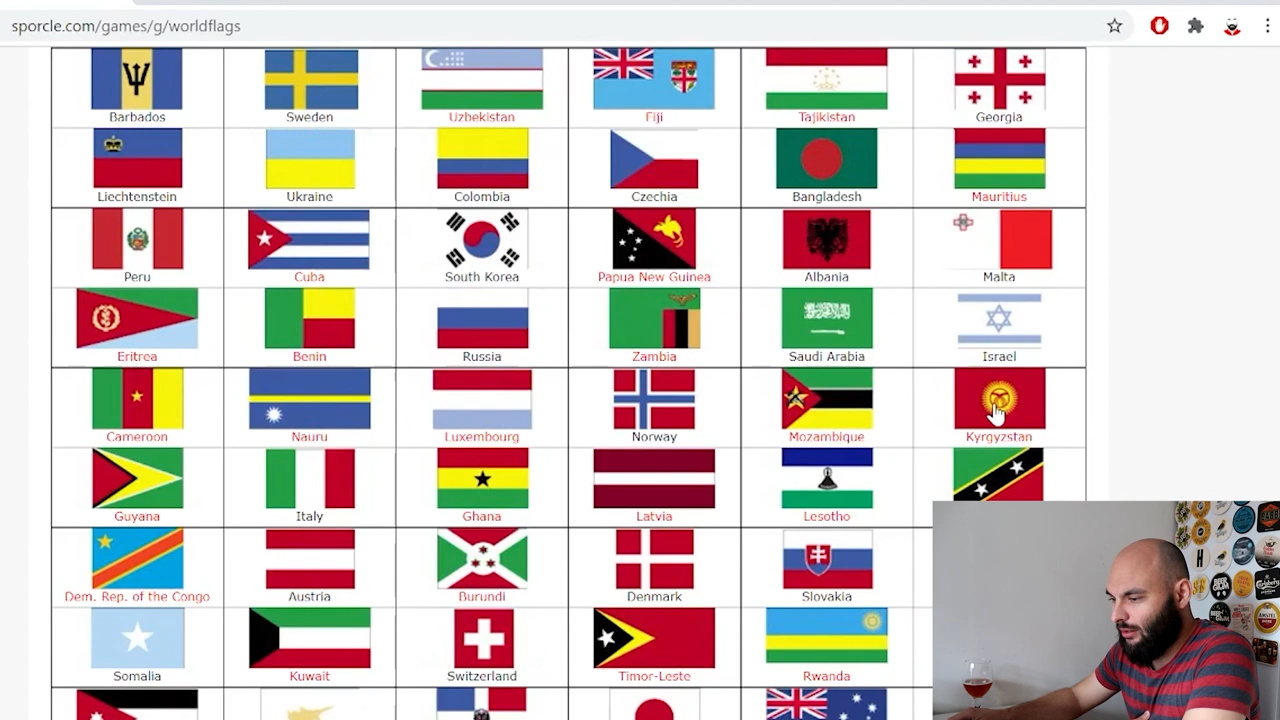 sporcle.com/games/g/worldflags
Barbados
Sweden
Uzbekistan
Fiji
Tajikistan
Georgia
Liechtenstein
Ukraine
Colombia
Czechia
Bangladesh
Mauritius
Peru
Cuba
South Korea
Papua New Guinea
Albania
Malta
Eritrea
Benin
Russia
Zambia
Saudi Arabia
Israel
Cameroon
Nauru
Luxembourg
Norway
Mozambique
Kyrgyzstan
Guyana
Italy
Ghana
Latvia
Lesotho
Dem. Rep. of the Congo
Austria
Burundi
Denmark
Slovakia
Somalia
Kuwait
Switzerland
Timor-Leste
Rwanda